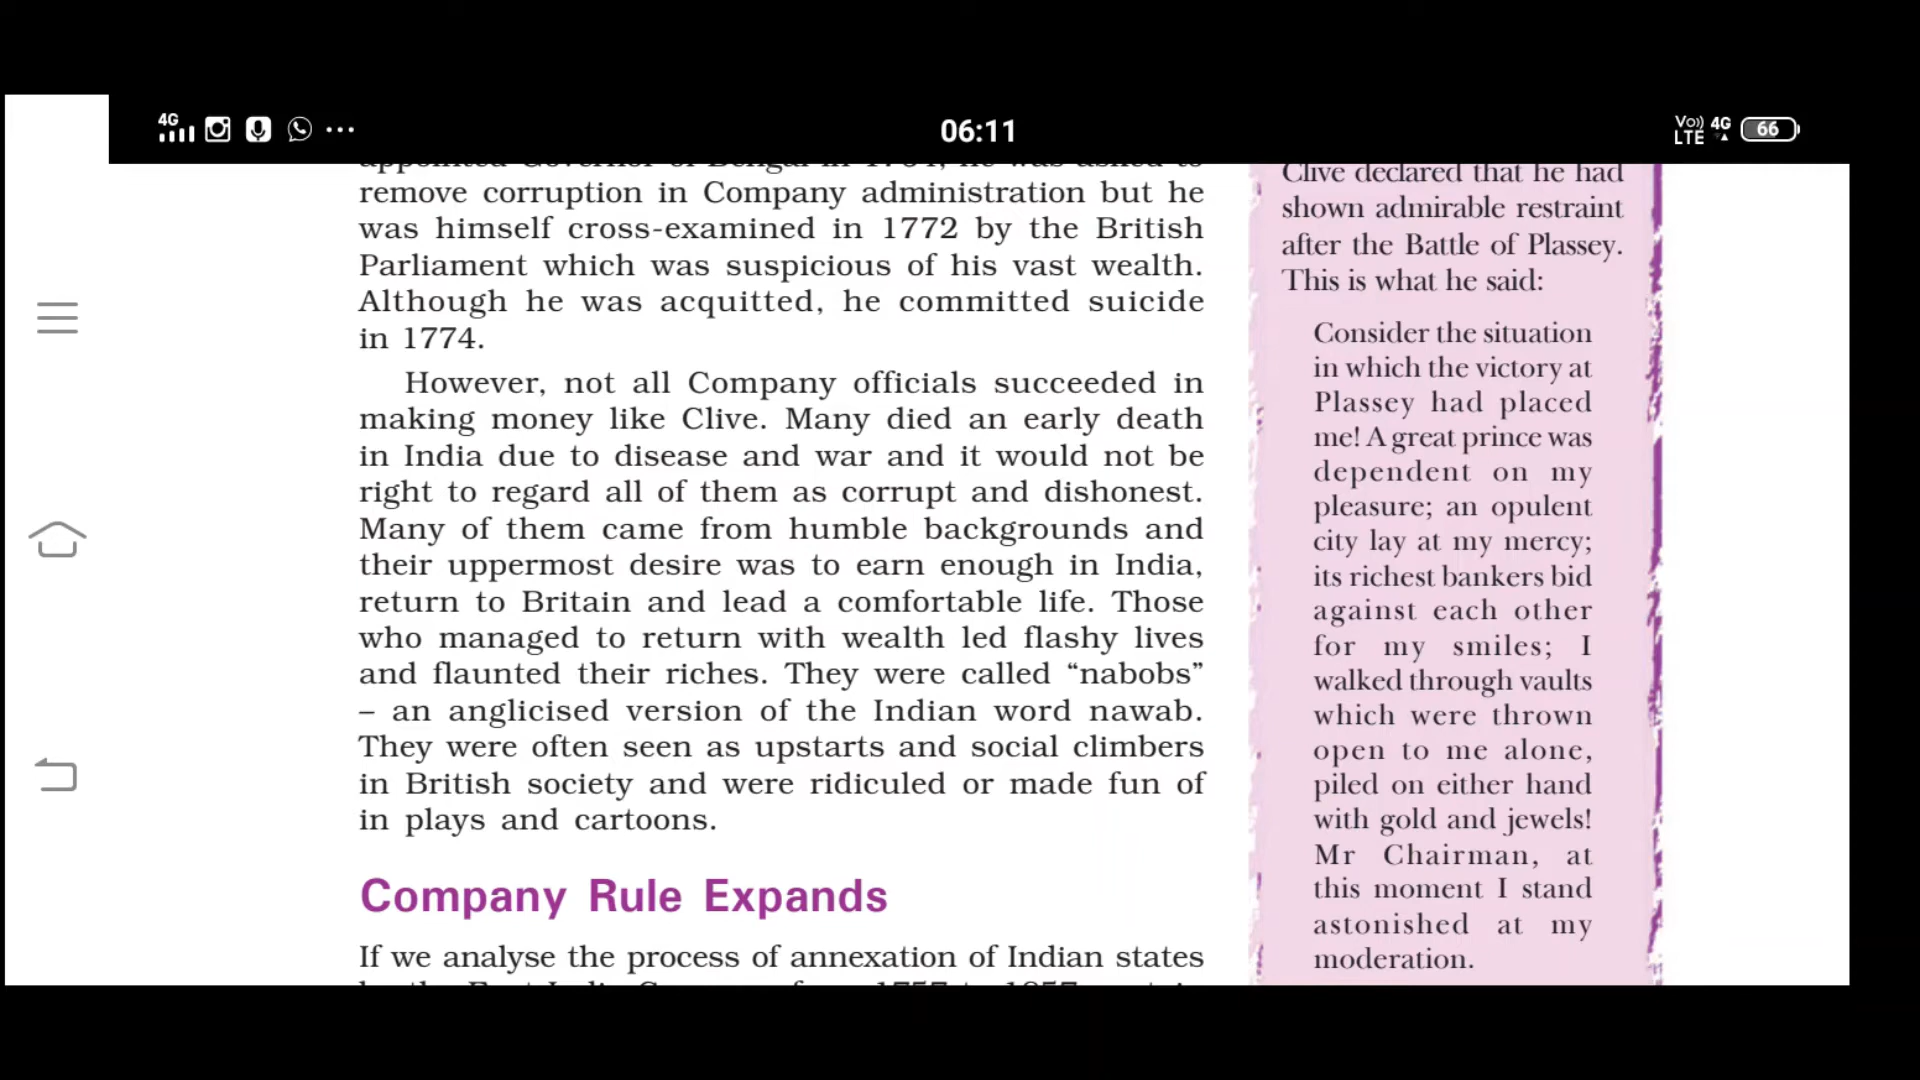 4G
06:11
Vo)) LTE 4G 66
remove corruption in Company administration but he
was himself cross-examined in 1772 by the British
Parliament which was suspicious of his vast wealth.
Although he was acquitted, he committed suicide
in 1774.
However, not all Company officials succeeded in
making money like Clive. Many died an early death
in India due to disease and war and it would not be
right to regard all of them as corrupt and dishonest.
Many of them came from humble backgrounds and
their uppermost desire was to earn enough in India,
return to Britain and lead a comfortable life. Those
who managed to return with wealth led flashy lives
and flaunted their riches. They were called “nabobs”
– an anglicised version of the Indian word nawab.
They were often seen as upstarts and social climbers
in British society and were ridiculed or made fun of
in plays and cartoons.
Company Rule Expands
If we analyse the process of annexation of Indian states
Clive declared that he had
shown admirable restraint
after the Battle of Plassey.
This is what he said:
Consider the situation
in which the victory at
Plassey had placed
me! A great prince was
dependent on my
pleasure; an opulent
city lay at my mercy;
its richest bankers bid
against each other
for my smiles; I
walked through vaults
which were thrown
open to me alone,
piled on either hand
with gold and jewels!
Mr Chairman, at
this moment I stand
astonished at my
moderation.